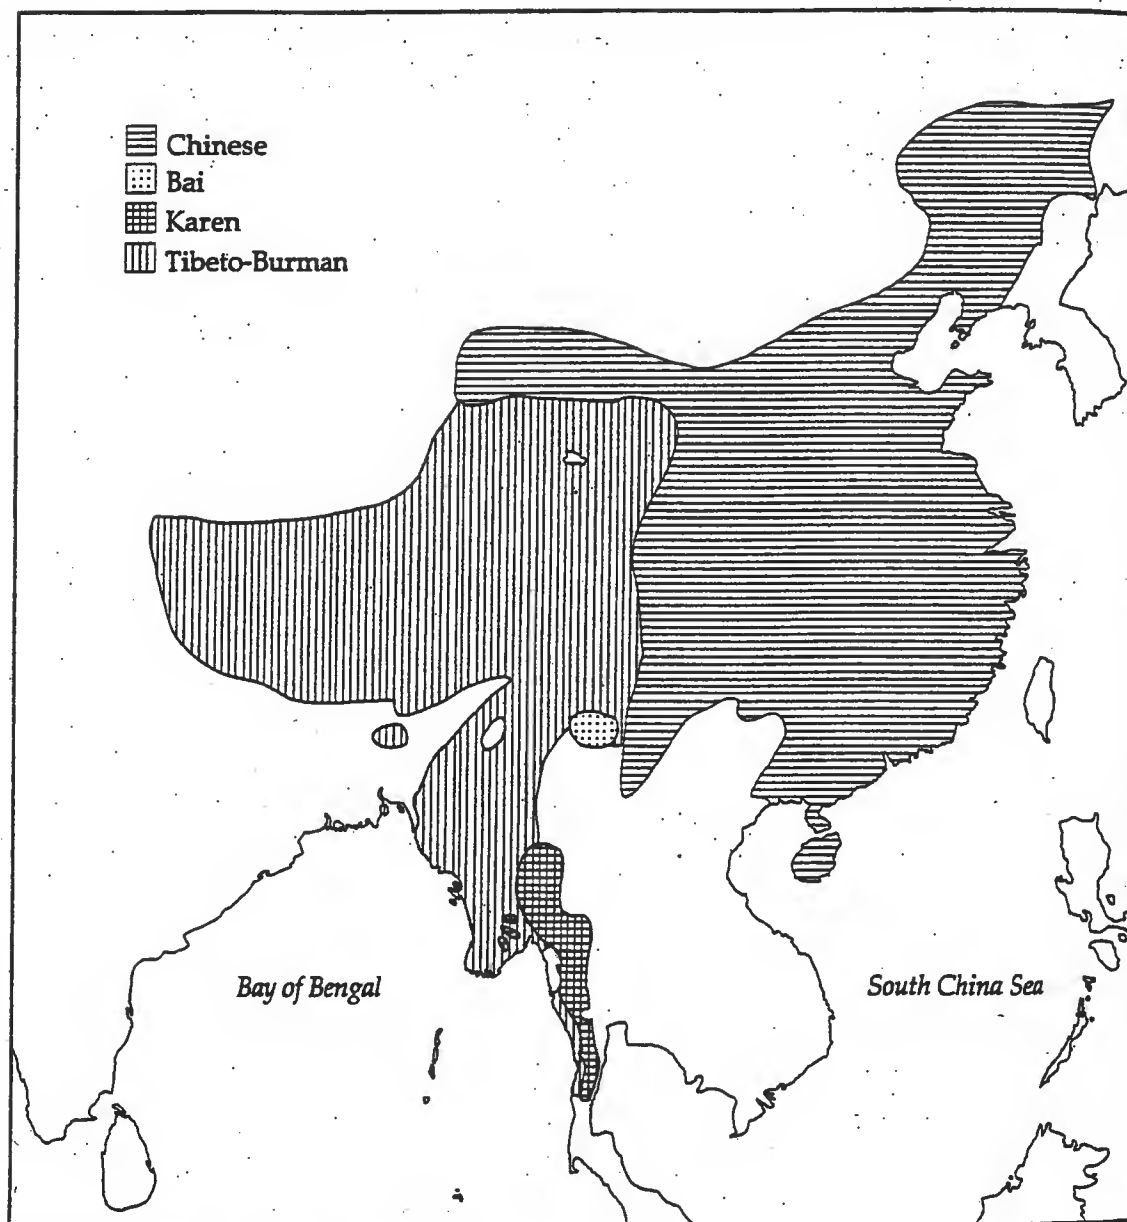 Chinese
Bai
Karen
Tibeto-Burman
Bay of Bengal
South China Sea